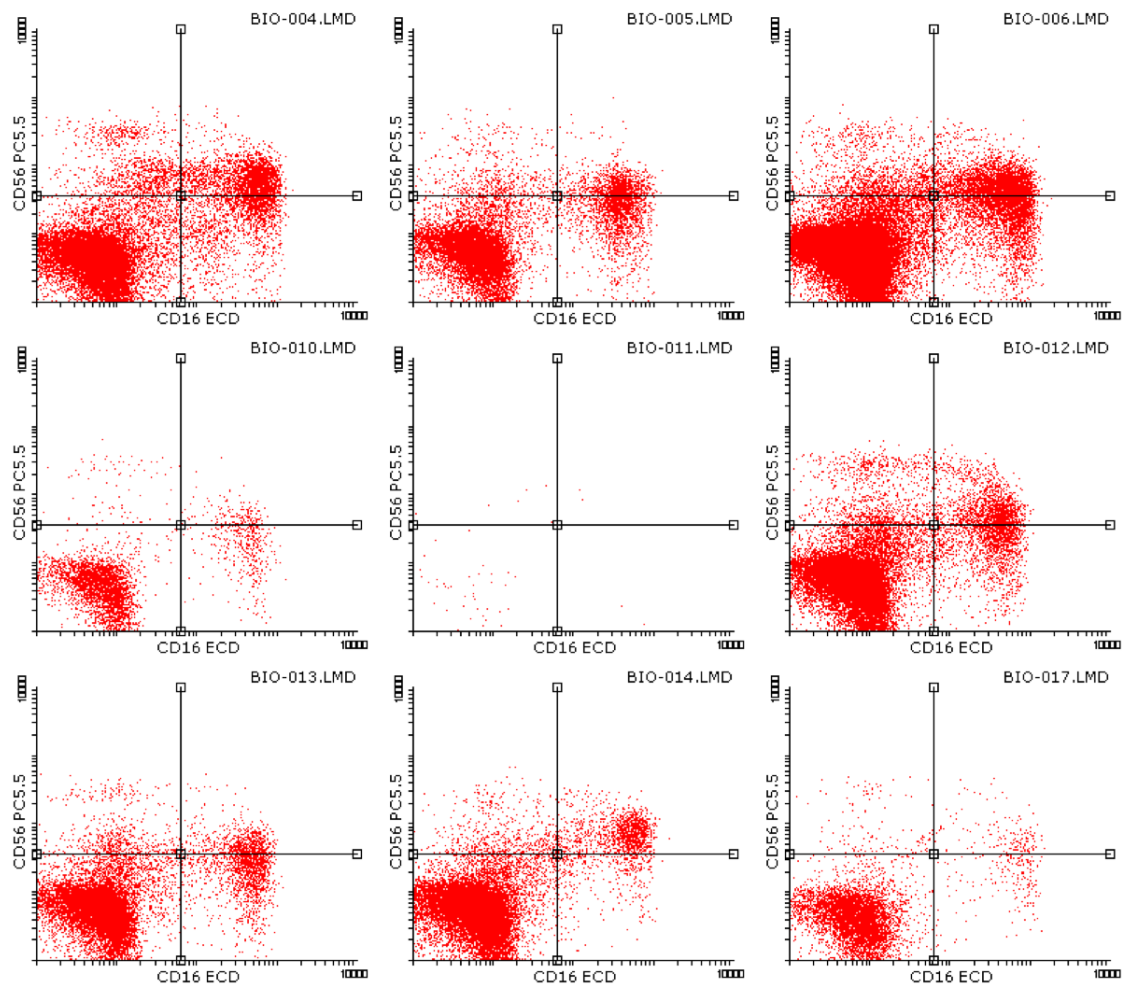 BIO-004.LMD
CD56 PC5.5
CD16 ECD
BIO-005.LMD
CD56 PC5.5
CD16 ECD
BIO-006.LMD
CD56 PC5.5
CD16 ECD
BIO-010.LMD
CD56 PC5.5
CD16 ECD
BIO-011.LMD
CD56 PC5.5
CD16 ECD
BIO-012.LMD
CD56 PC5.5
CD16 ECD
BIO-013.LMD
CD56 PC5.5
CD16 ECD
BIO-014.LMD
CD56 PC5.5
CD16 ECD
BIO-017.LMD
CD56 PC5.5
CD16 ECD